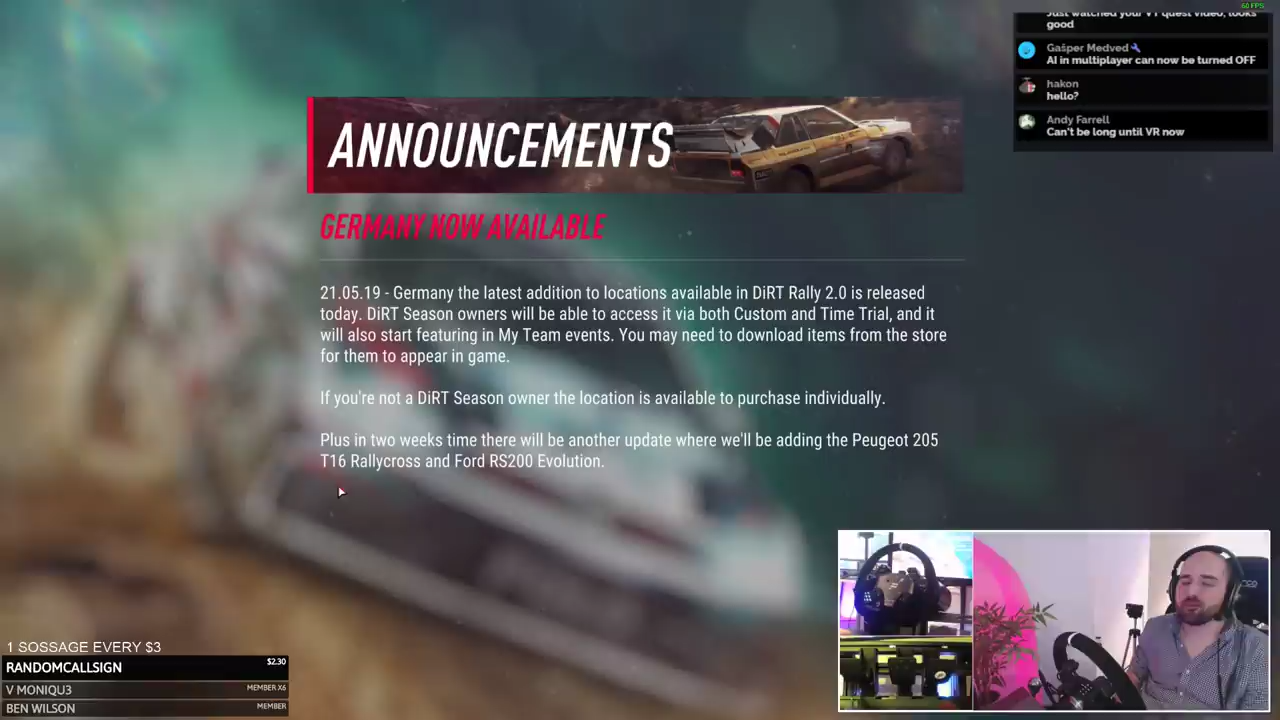 60 FPS
Just watched your VT quest video, looks
good
Gašper Medved
AI in multiplayer can now be turned OFF
hakon
hello?
Andy Farrell
Can't be long until VR now
ANNOUNCEMENTS
GERMANY NOW AVAILABLE
21.05.19 - Germany the latest addition to locations available in DiRT Rally 2.0 is released
today. DiRT Season owners will be able to access it via both Custom and Time Trial, and it
will also start featuring in My Team events. You may need to download items from the store
for them to appear in game.
If you're not a DiRT Season owner the location is available to purchase individually.
Plus in two weeks time there will be another update where we'll be adding the Peugeot 205
T16 Rallycross and Ford RS200 Evolution.
1 SOSSAGE EVERY $3
RANDOMCALLSIGN $2.30
V MONIQU3 MEMBER X6
BEN WILSON MEMBER